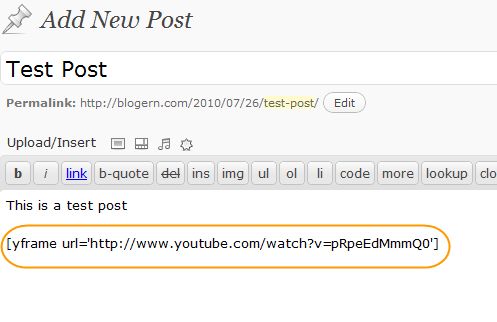 Add New Post
Test Post
Permalink: http://blogern.com/2010/07/26/test-post/ Edit
Upload/Insert
b i link b-quote del ins img ul ol li code more lookup clo
This is a test post
[yframe url='http://www.youtube.com/watch?v=pRpeEdMmmQ0']